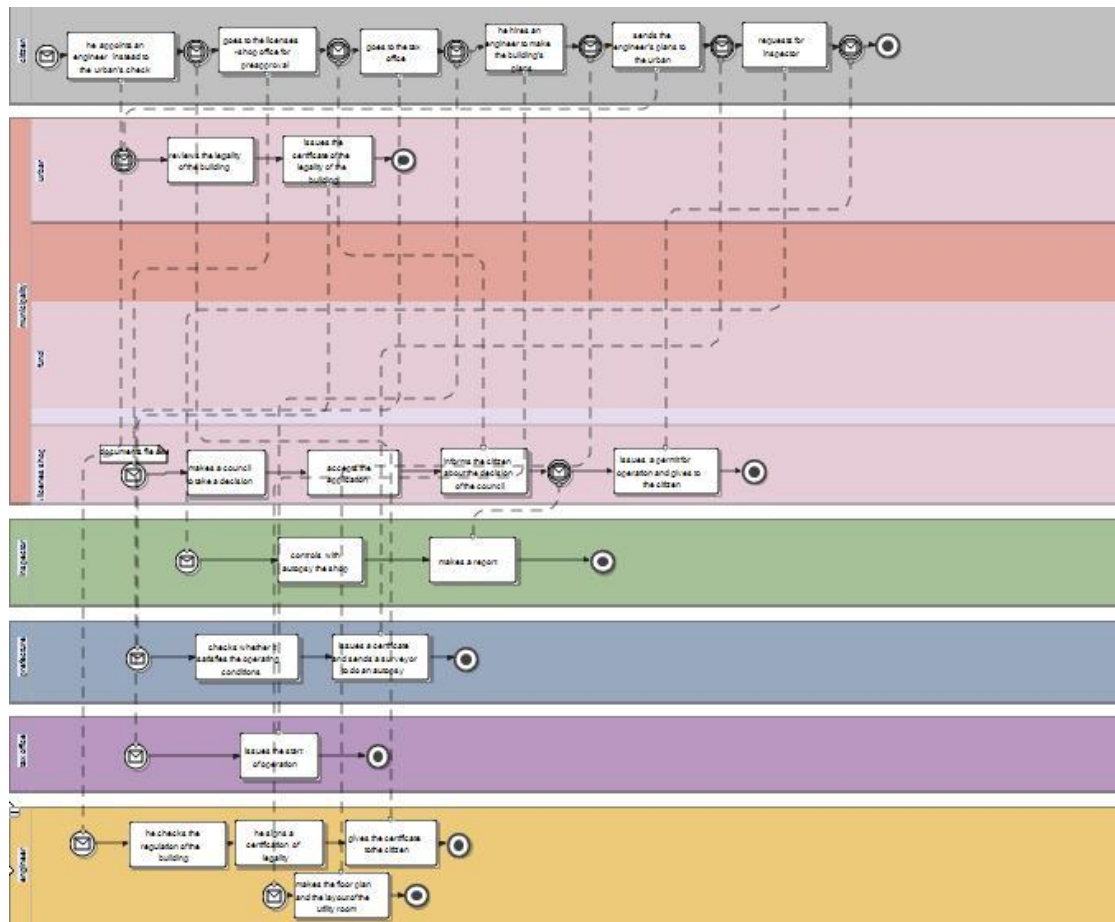 citizen
he appoints an
engineer instead to
the urban's check
goes to the licenses
-shop office for
preapproval
goes to the tax
office
he hires an
engineer to make
the building's
plans
sends the
engineer's plans to
the urban
requests for
inspector
municipality
urban
reviews the legality
of the building
issues the
certificate of the
legality of the
building
fund
license shop
documents file
makes a council
to take a decision
accepts the
application
informs the citizen
about the decision
of the council
issues a permit for
operation and gives to
the citizen
inspector
controls with
autopsy the shop
makes a report
prefecture
checks whether it
satisfies the operating
conditions
issues a certificate
and sends a surveyor
to do an autopsy
tax office
issues the start
of operation
engineer
he checks the
regulation of the
building
he signs a
certification of
legality
gives the certificate
to the citizen
makes the floor plan
and the layout of the
utility room